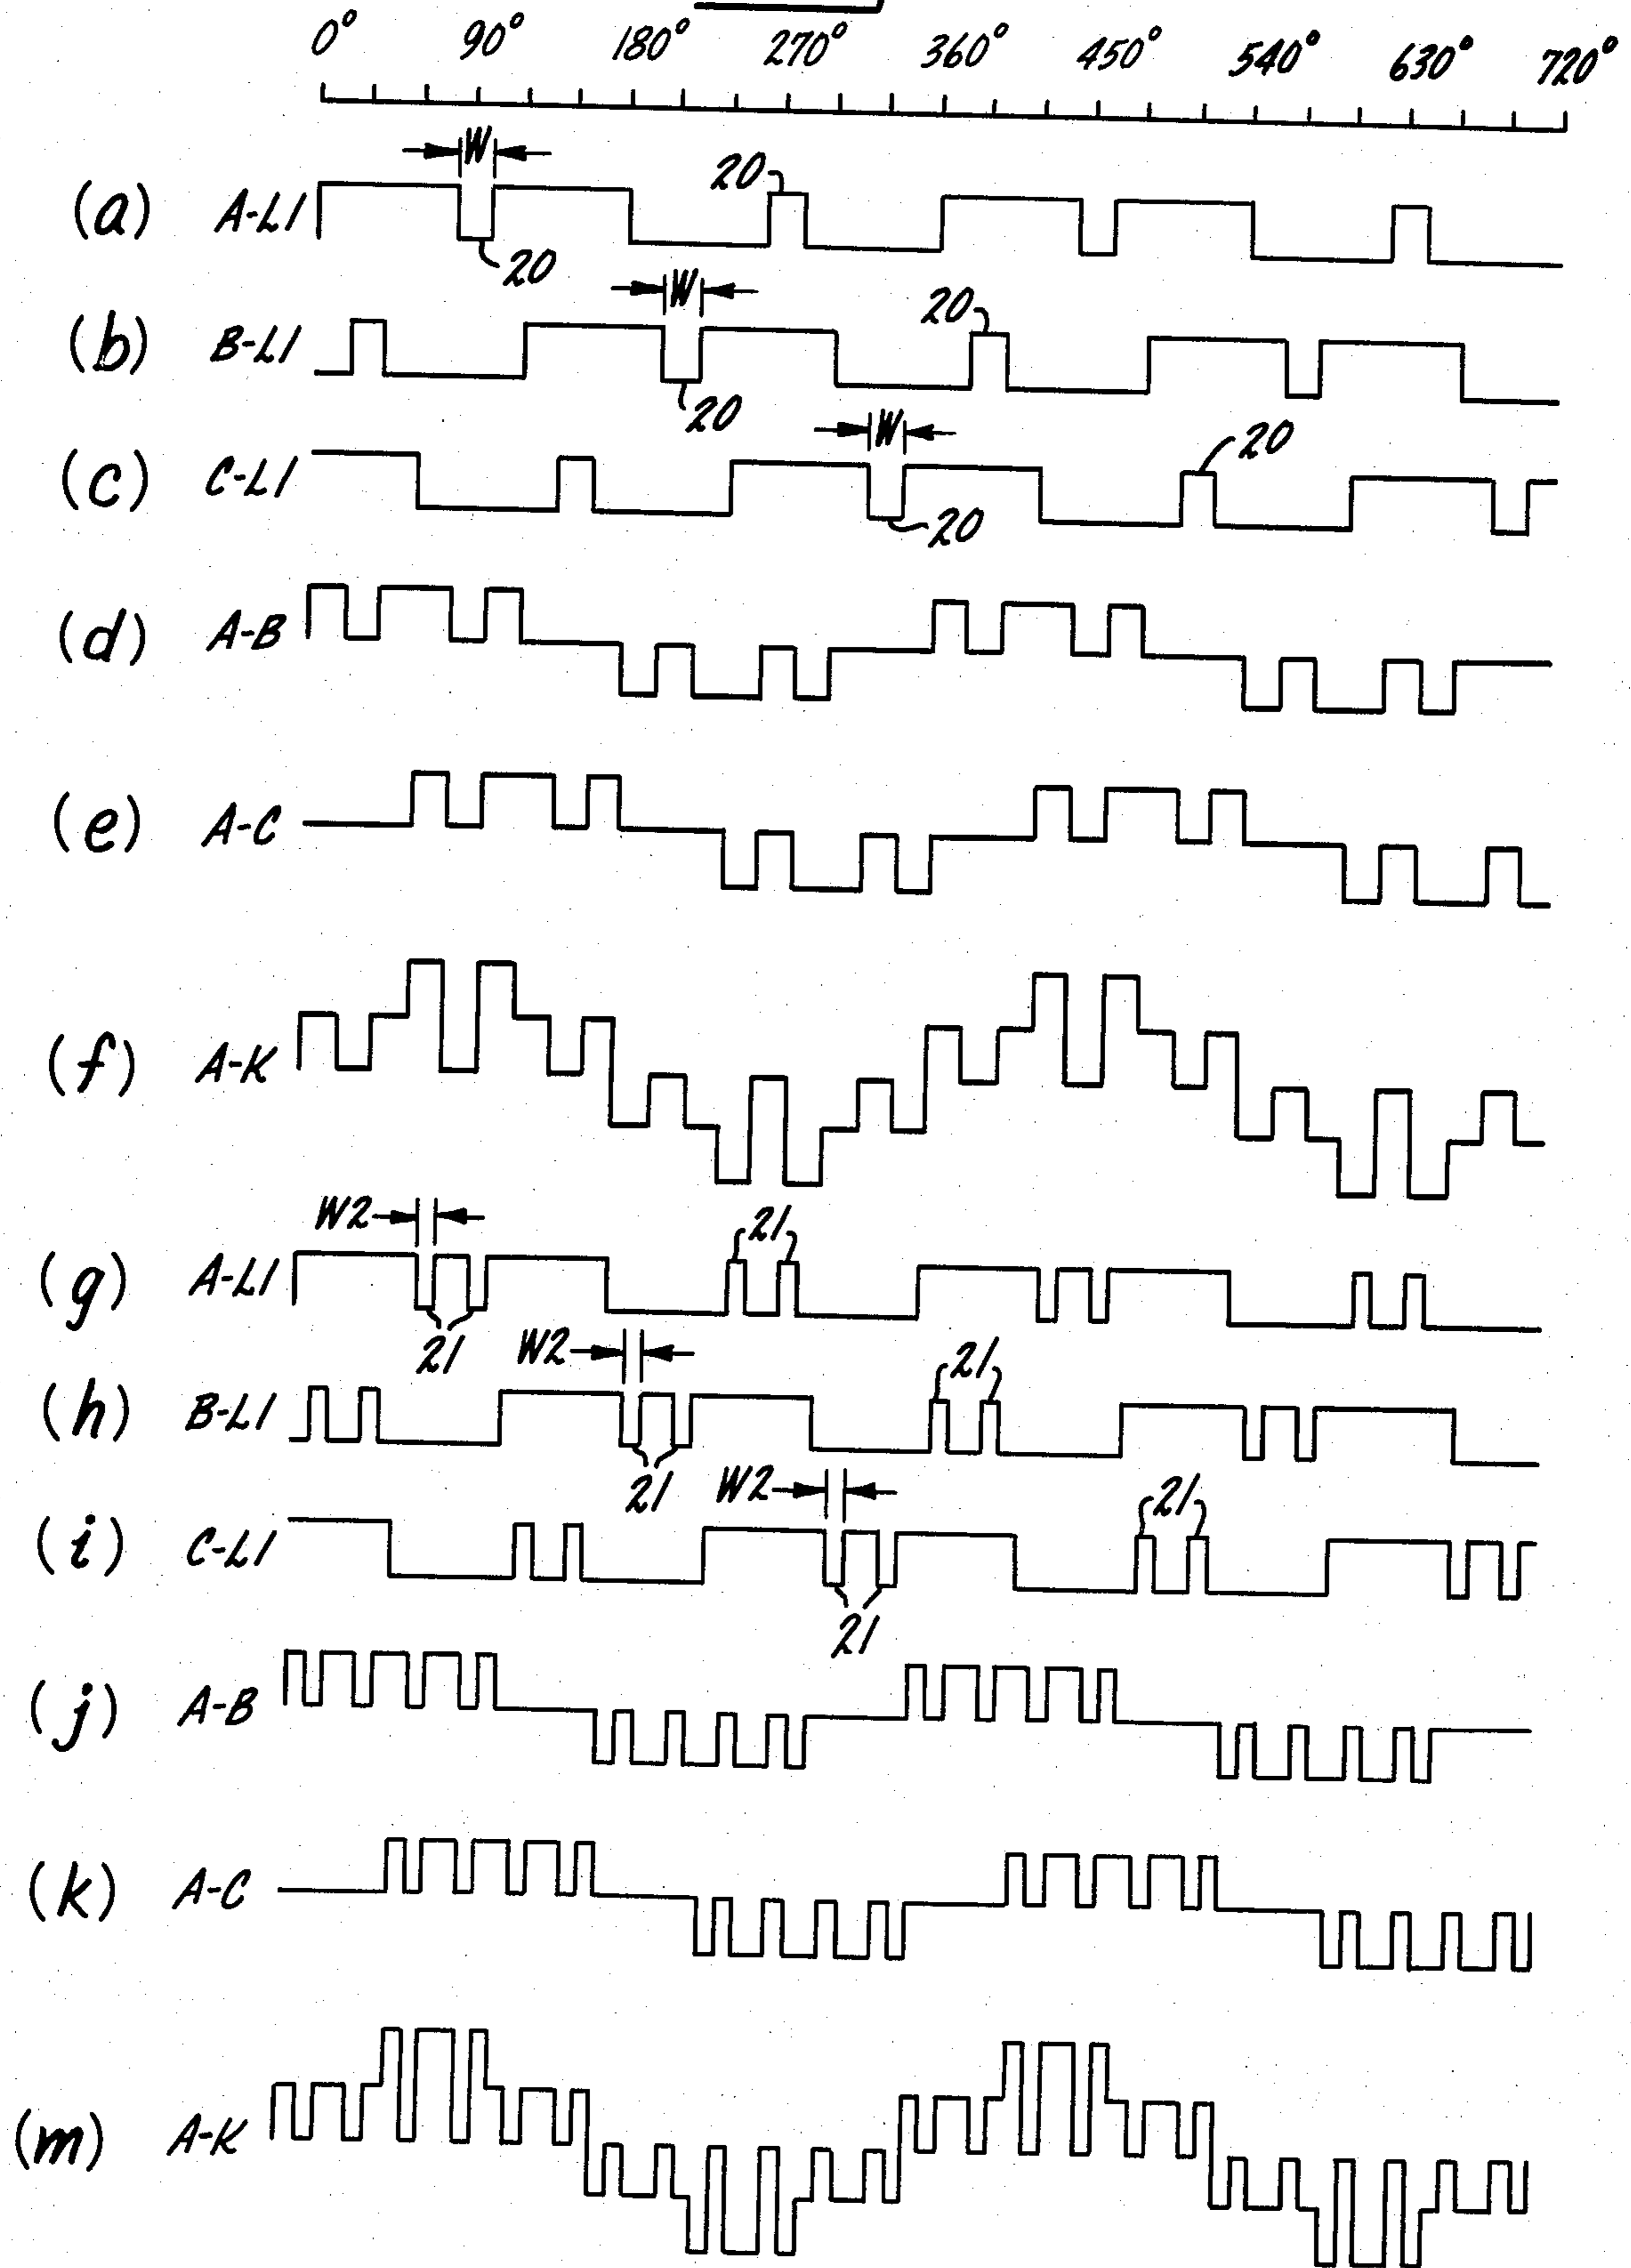 0° 90° 180° 270° 360° 450° 540° 630° 720°
W
20
(a) A-L1
20
W
20
(b) B-L1
20
W
20
(c) C-L1
20
(d) A-B
(e) A-C
(f) A-K
W2
21
(g) A-L1
21
W2
21
(h) B-L1
21
W2
21
(i) C-L1
21
(j) A-B
(k) A-C
(m) A-K